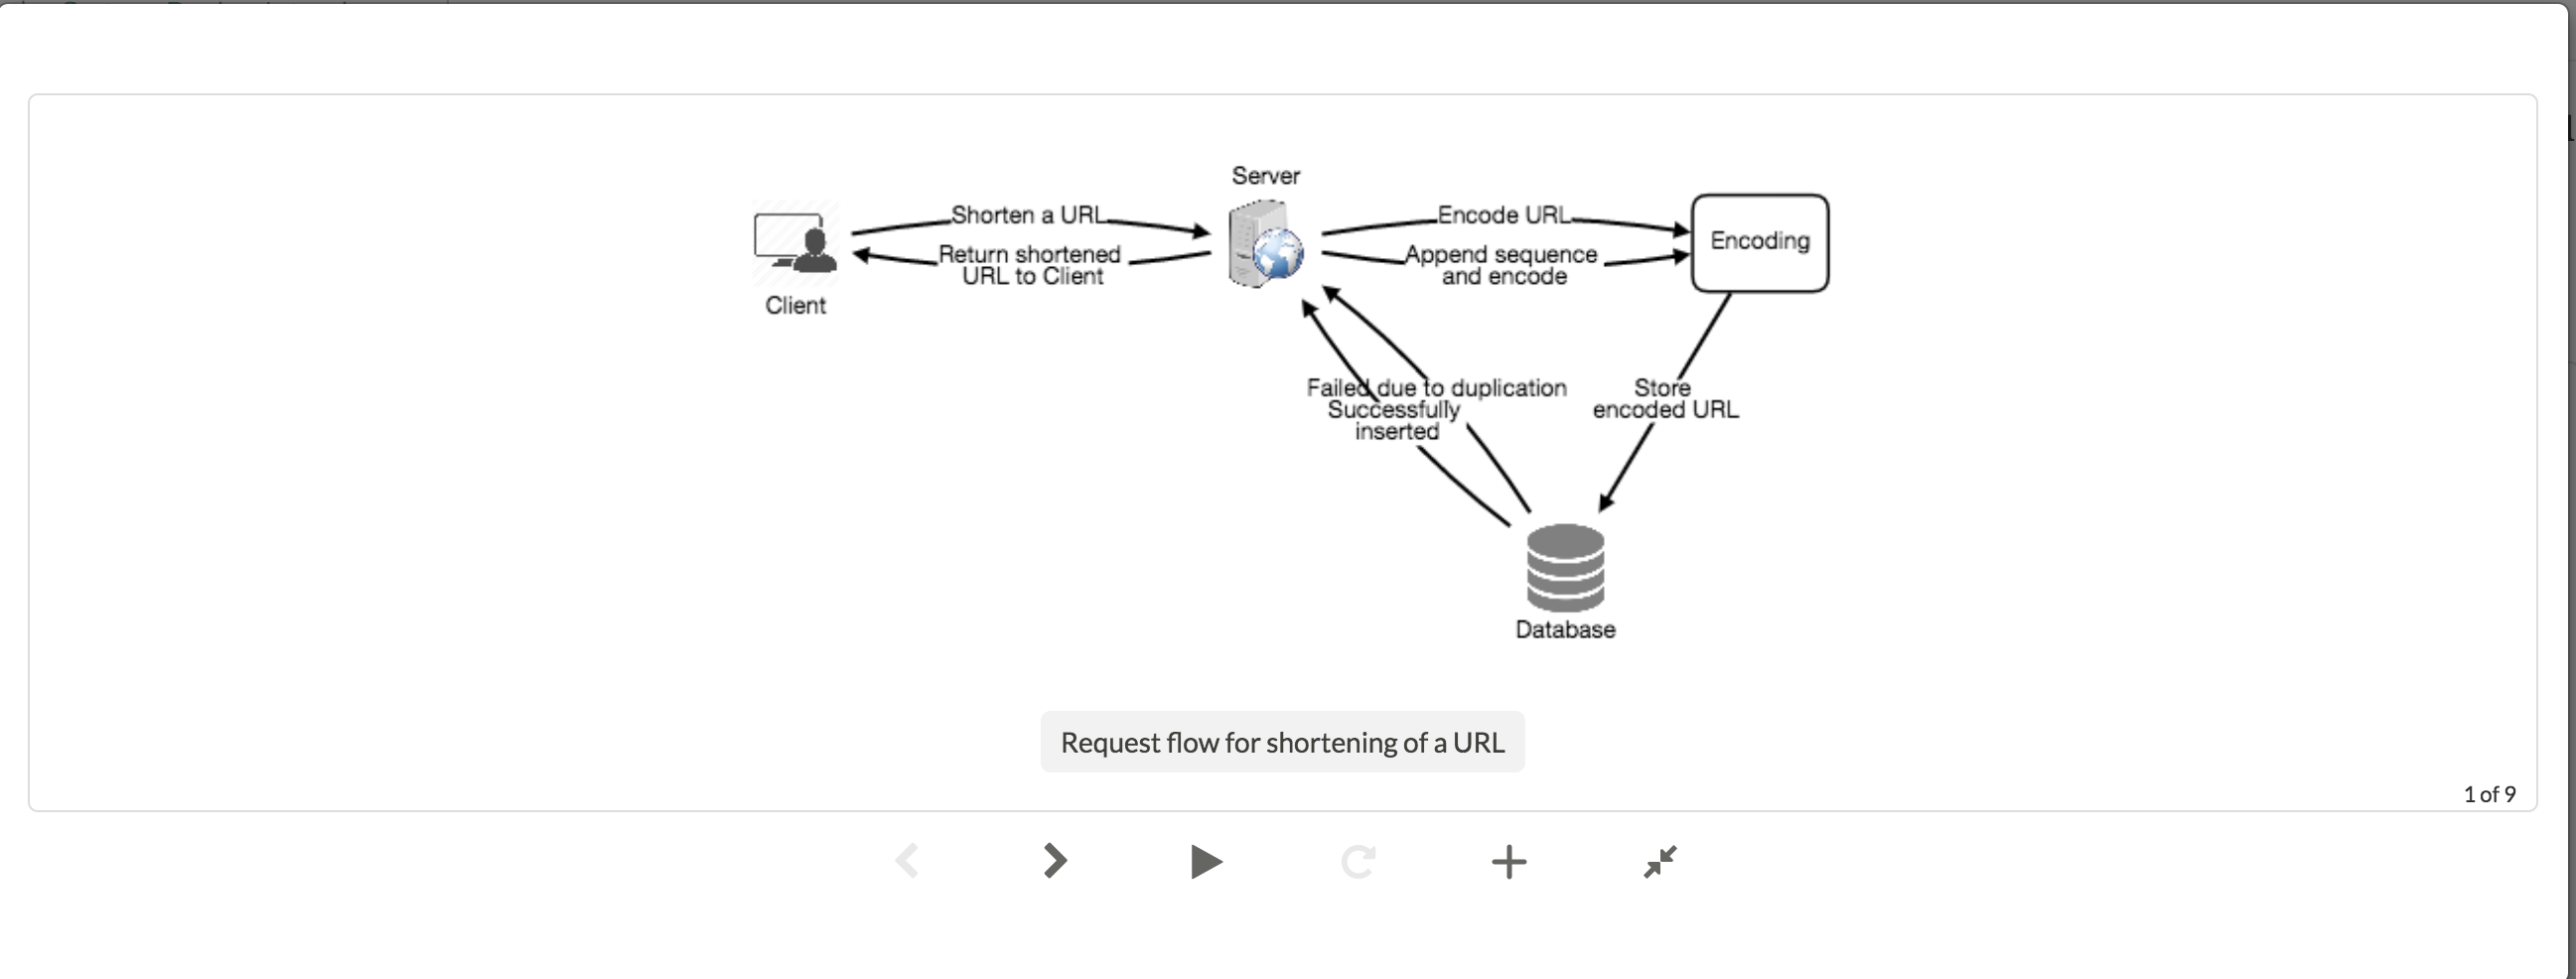 Server
Shorten a URL
Encode URL
Return shortened
URL to Client
Append sequence
and encode
Encoding
Client
Failed due to duplication
Successfully
inserted
Store
encoded URL
Database
Request flow for shortening of a URL
1 of 9